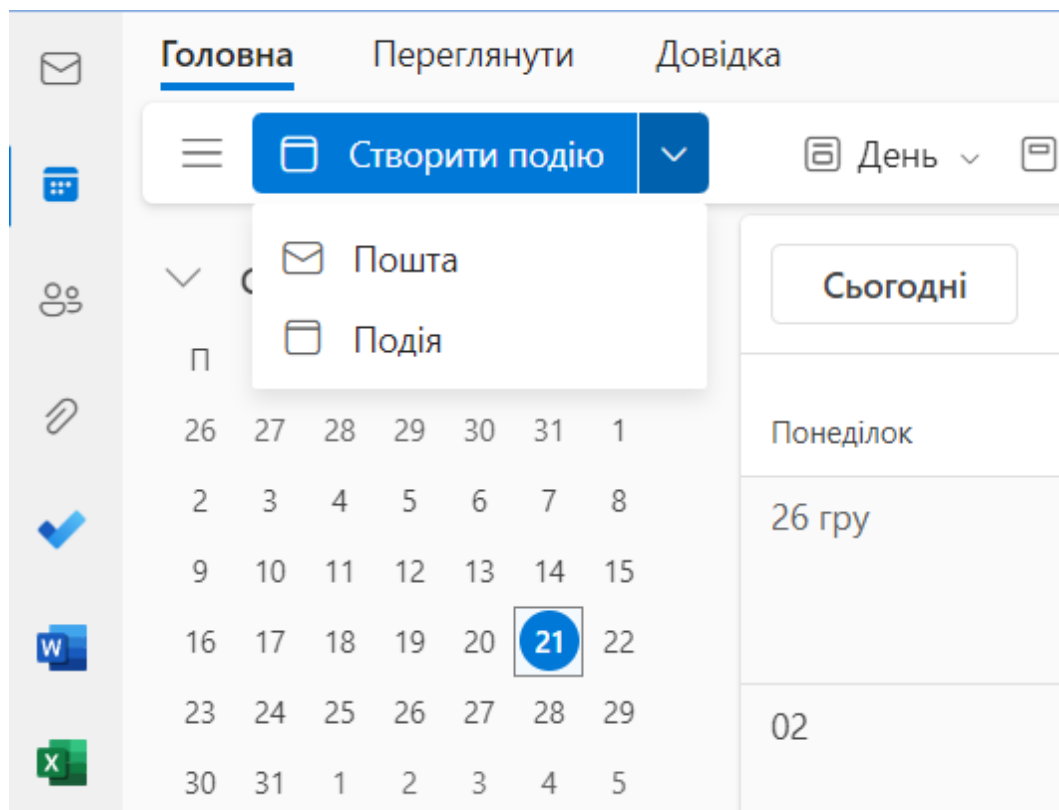 Головна Переглянути Довідка
Створити подію День
Пошта
Подія
Сьогодні
П
26 27 28 29 30 31 1
Понеділок
2 3 4 5 6 7 8
26 гру
9 10 11 12 13 14 15
16 17 18 19 20 21 22
23 24 25 26 27 28 29
02
30 31 1 2 3 4 5
W
X